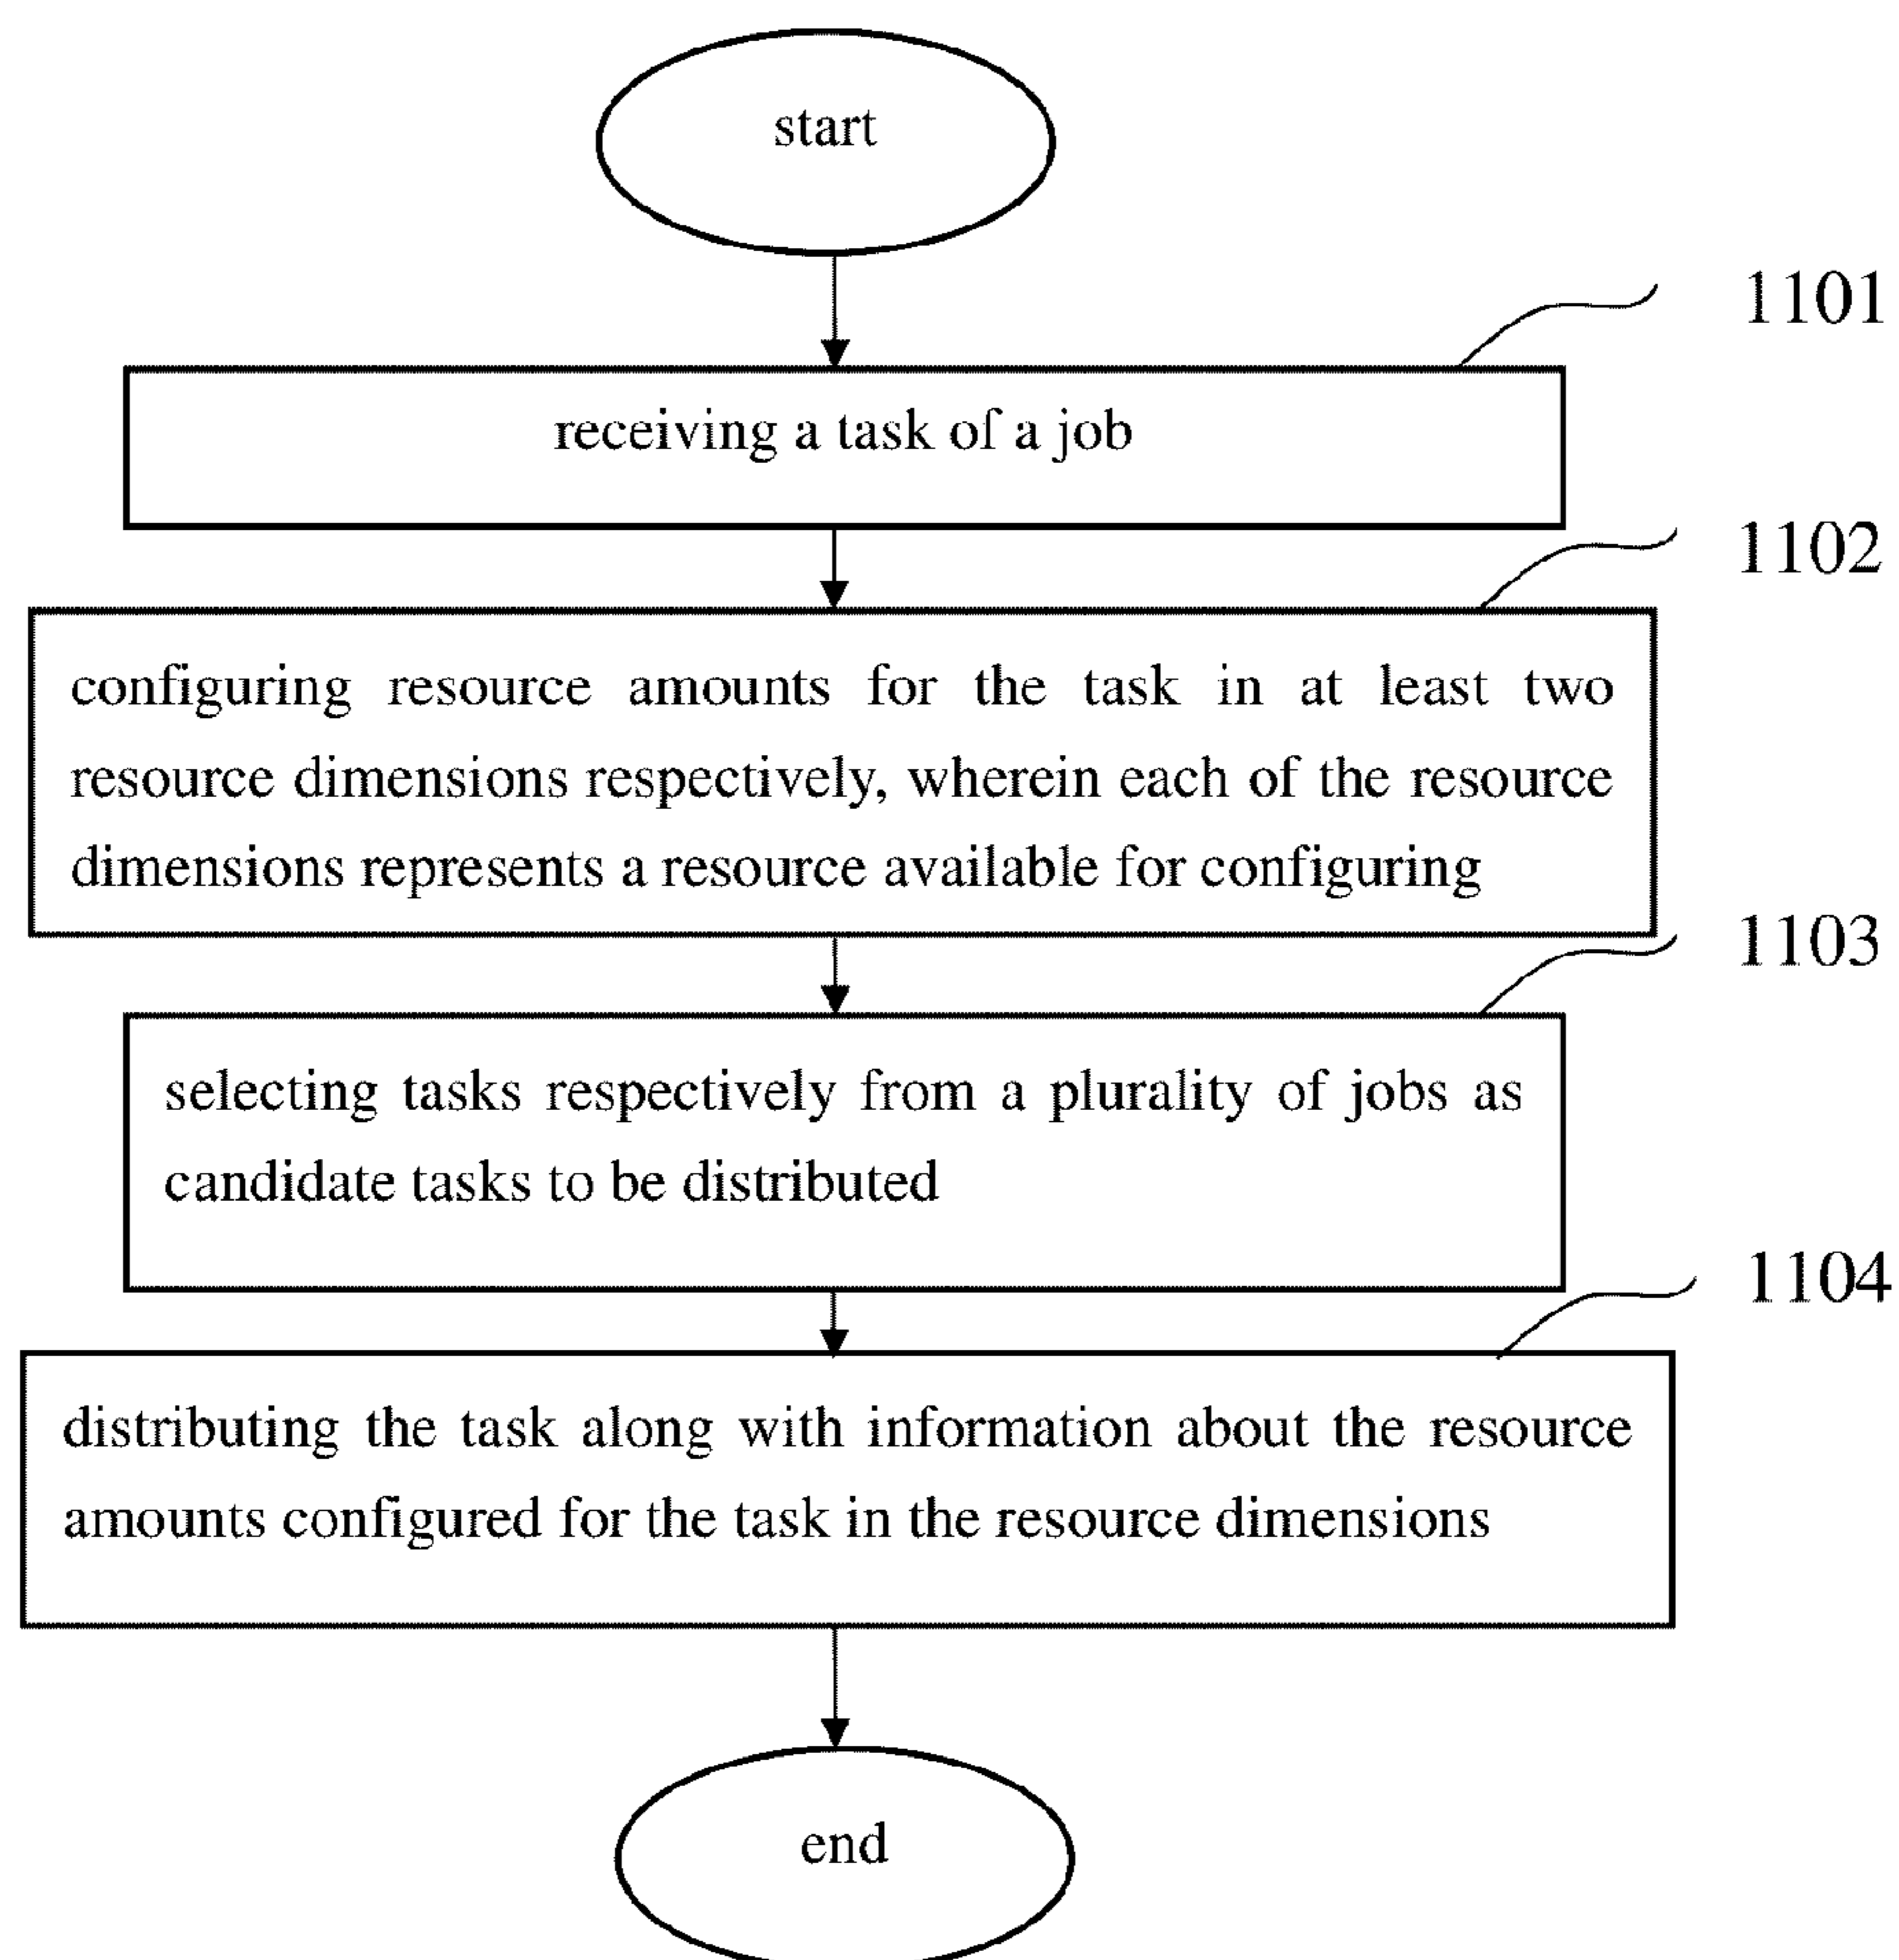 start
1101
receiving a task of a job
1102
configuring resource amounts for the task in at least two
resource dimensions respectively, wherein each of the resource
dimensions represents a resource available for configuring
1103
selecting tasks respectively from a plurality of jobs as
candidate tasks to be distributed
1104
distributing the task along with information about the resource
amounts configured for the task in the resource dimensions
end